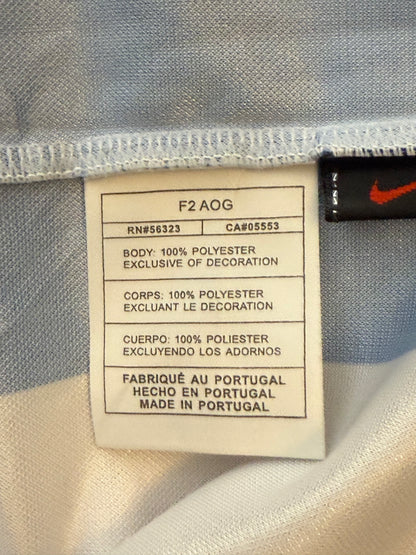 F2 AOG
RN#56323 CA#05553
BODY: 100% POLYESTER
EXCLUSIVE OF DECORATION
CORPS: 100% POLYESTER
EXCLUANT LE DECORATION
CUERPO: 100% POLIESTER
EXCLUYENDO LOS ADORNOS
FABRIQUÉ AU PORTUGAL
HECHO EN PORTUGAL
MADE IN PORTUGAL